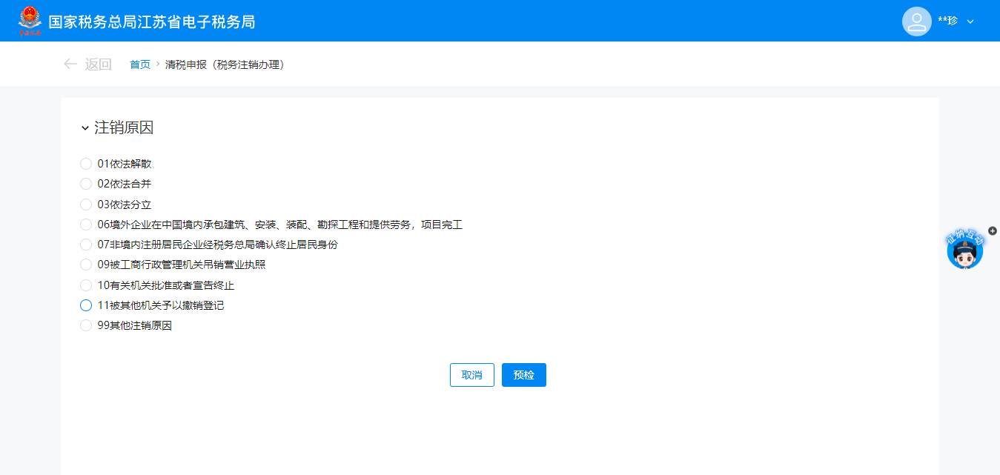 国家税务总局江苏省电子税务局
**珍
返回 首页 > 清税申报（税务注销办理）
注销原因
01依法解散
02依法合并
03依法分立
06境外企业在中国境内承包建筑、安装、装配、勘探工程和提供劳务，项目完工
07非境内注册居民企业经税务总局确认终止居民身份
09被工商行政管理机关吊销营业执照
10有关机关批准或者宣告终止
11被其他机关予以撤销登记
99其他注销原因
征纳互动
取消 预检